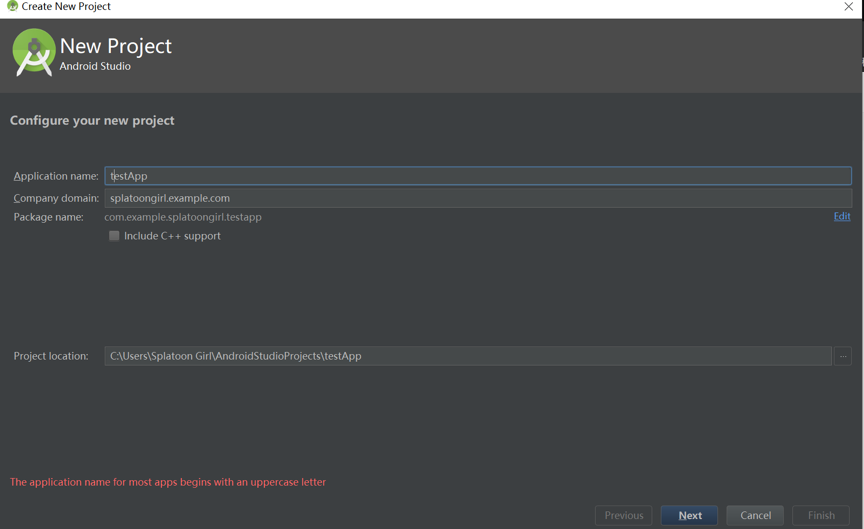 Create New Project
New Project
Android Studio
Configure your new project
Application name: testApp
Company domain: splatoongirl.example.com
Package name: com.example.splatoongirl.testapp Edit
Include C++ support
Project location: C:\Users\Splatoon Girl\AndroidStudioProjects\testApp ...
The application name for most apps begins with an uppercase letter
Previous Next Cancel Finish